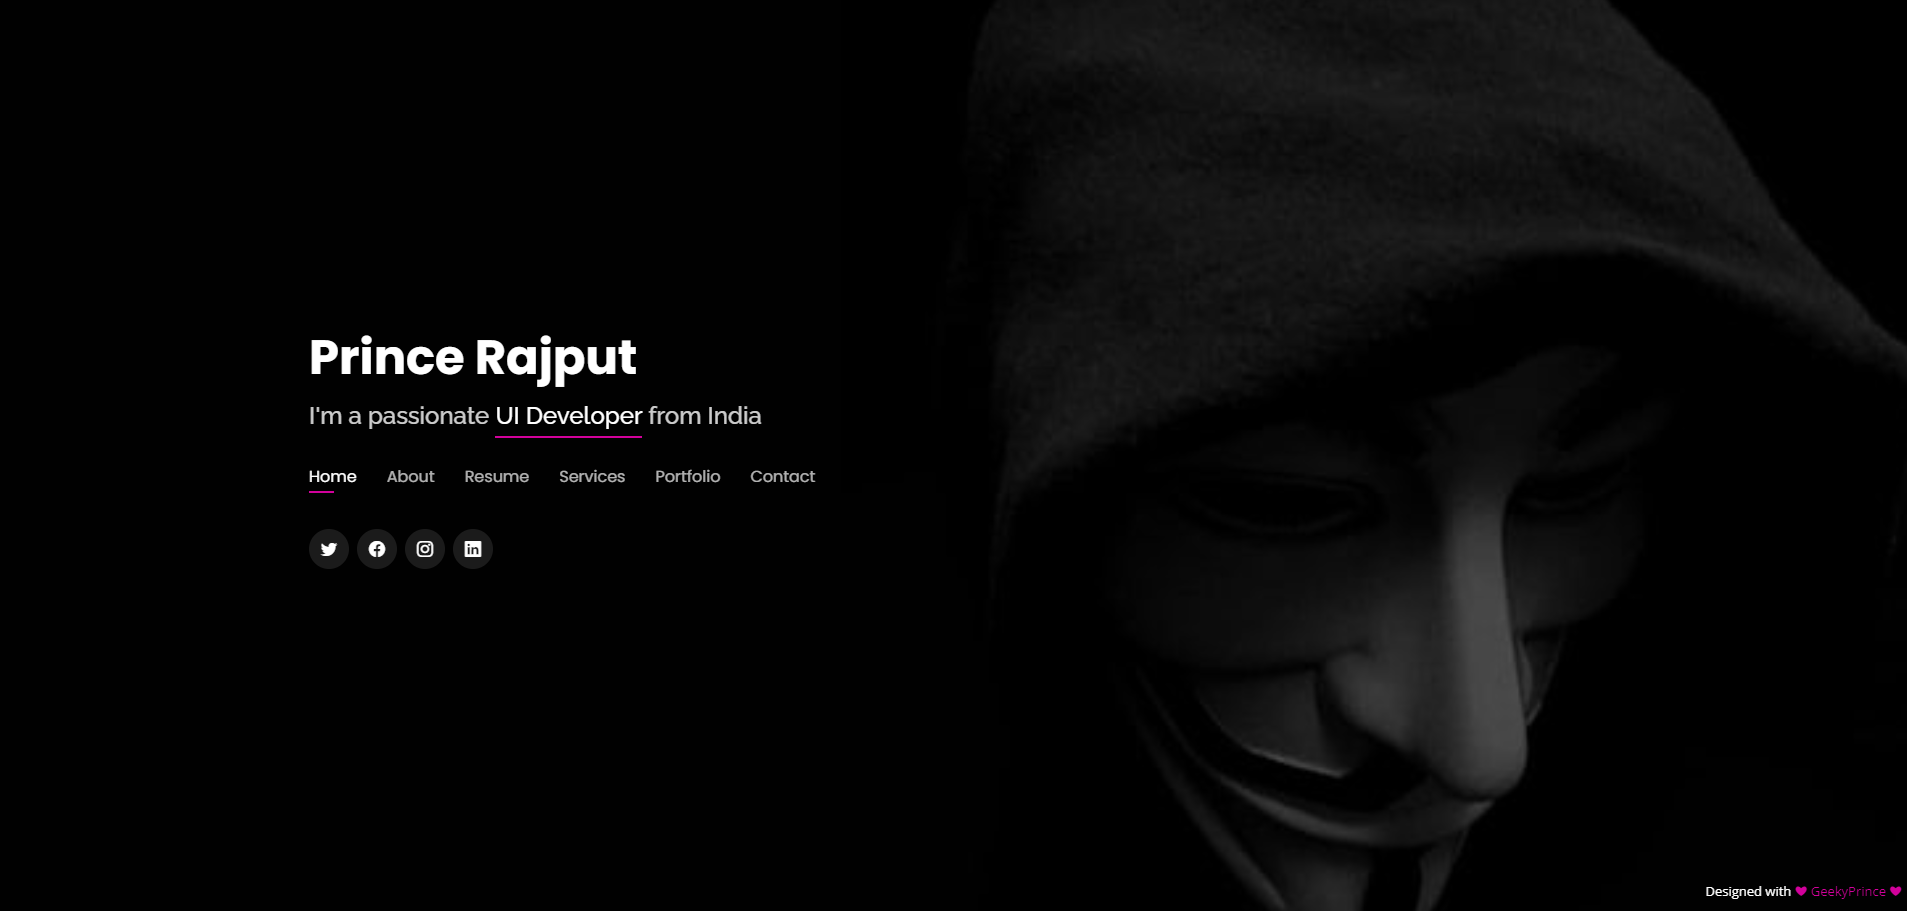 Prince Rajput
I'm a passionate UI Developer from India
Home About Resume Services Portfolio Contact
Designed with ♥ GeekyPrince ♥